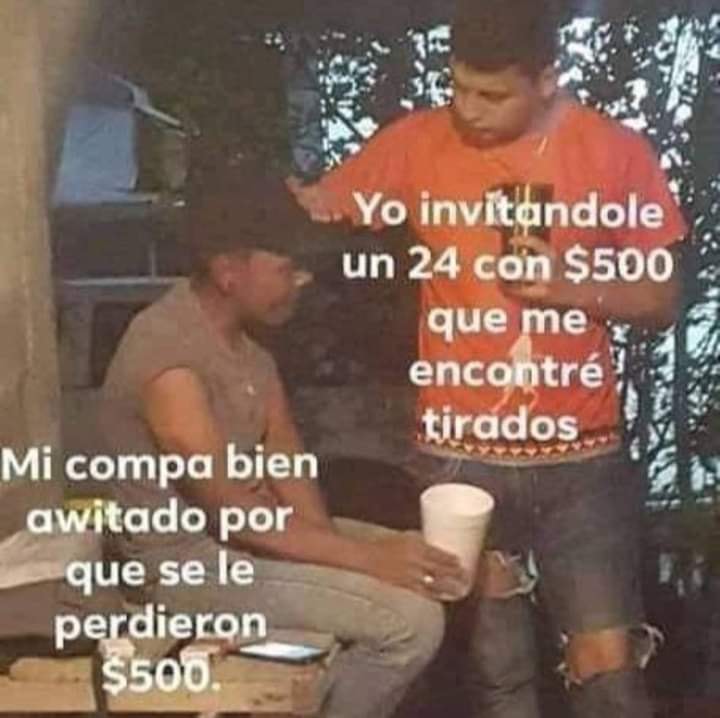 Yo invitandole
un 24 con $500
que me
encontré
tirados
Mi compa bien
awitado por
que se le
perdieron
$500.